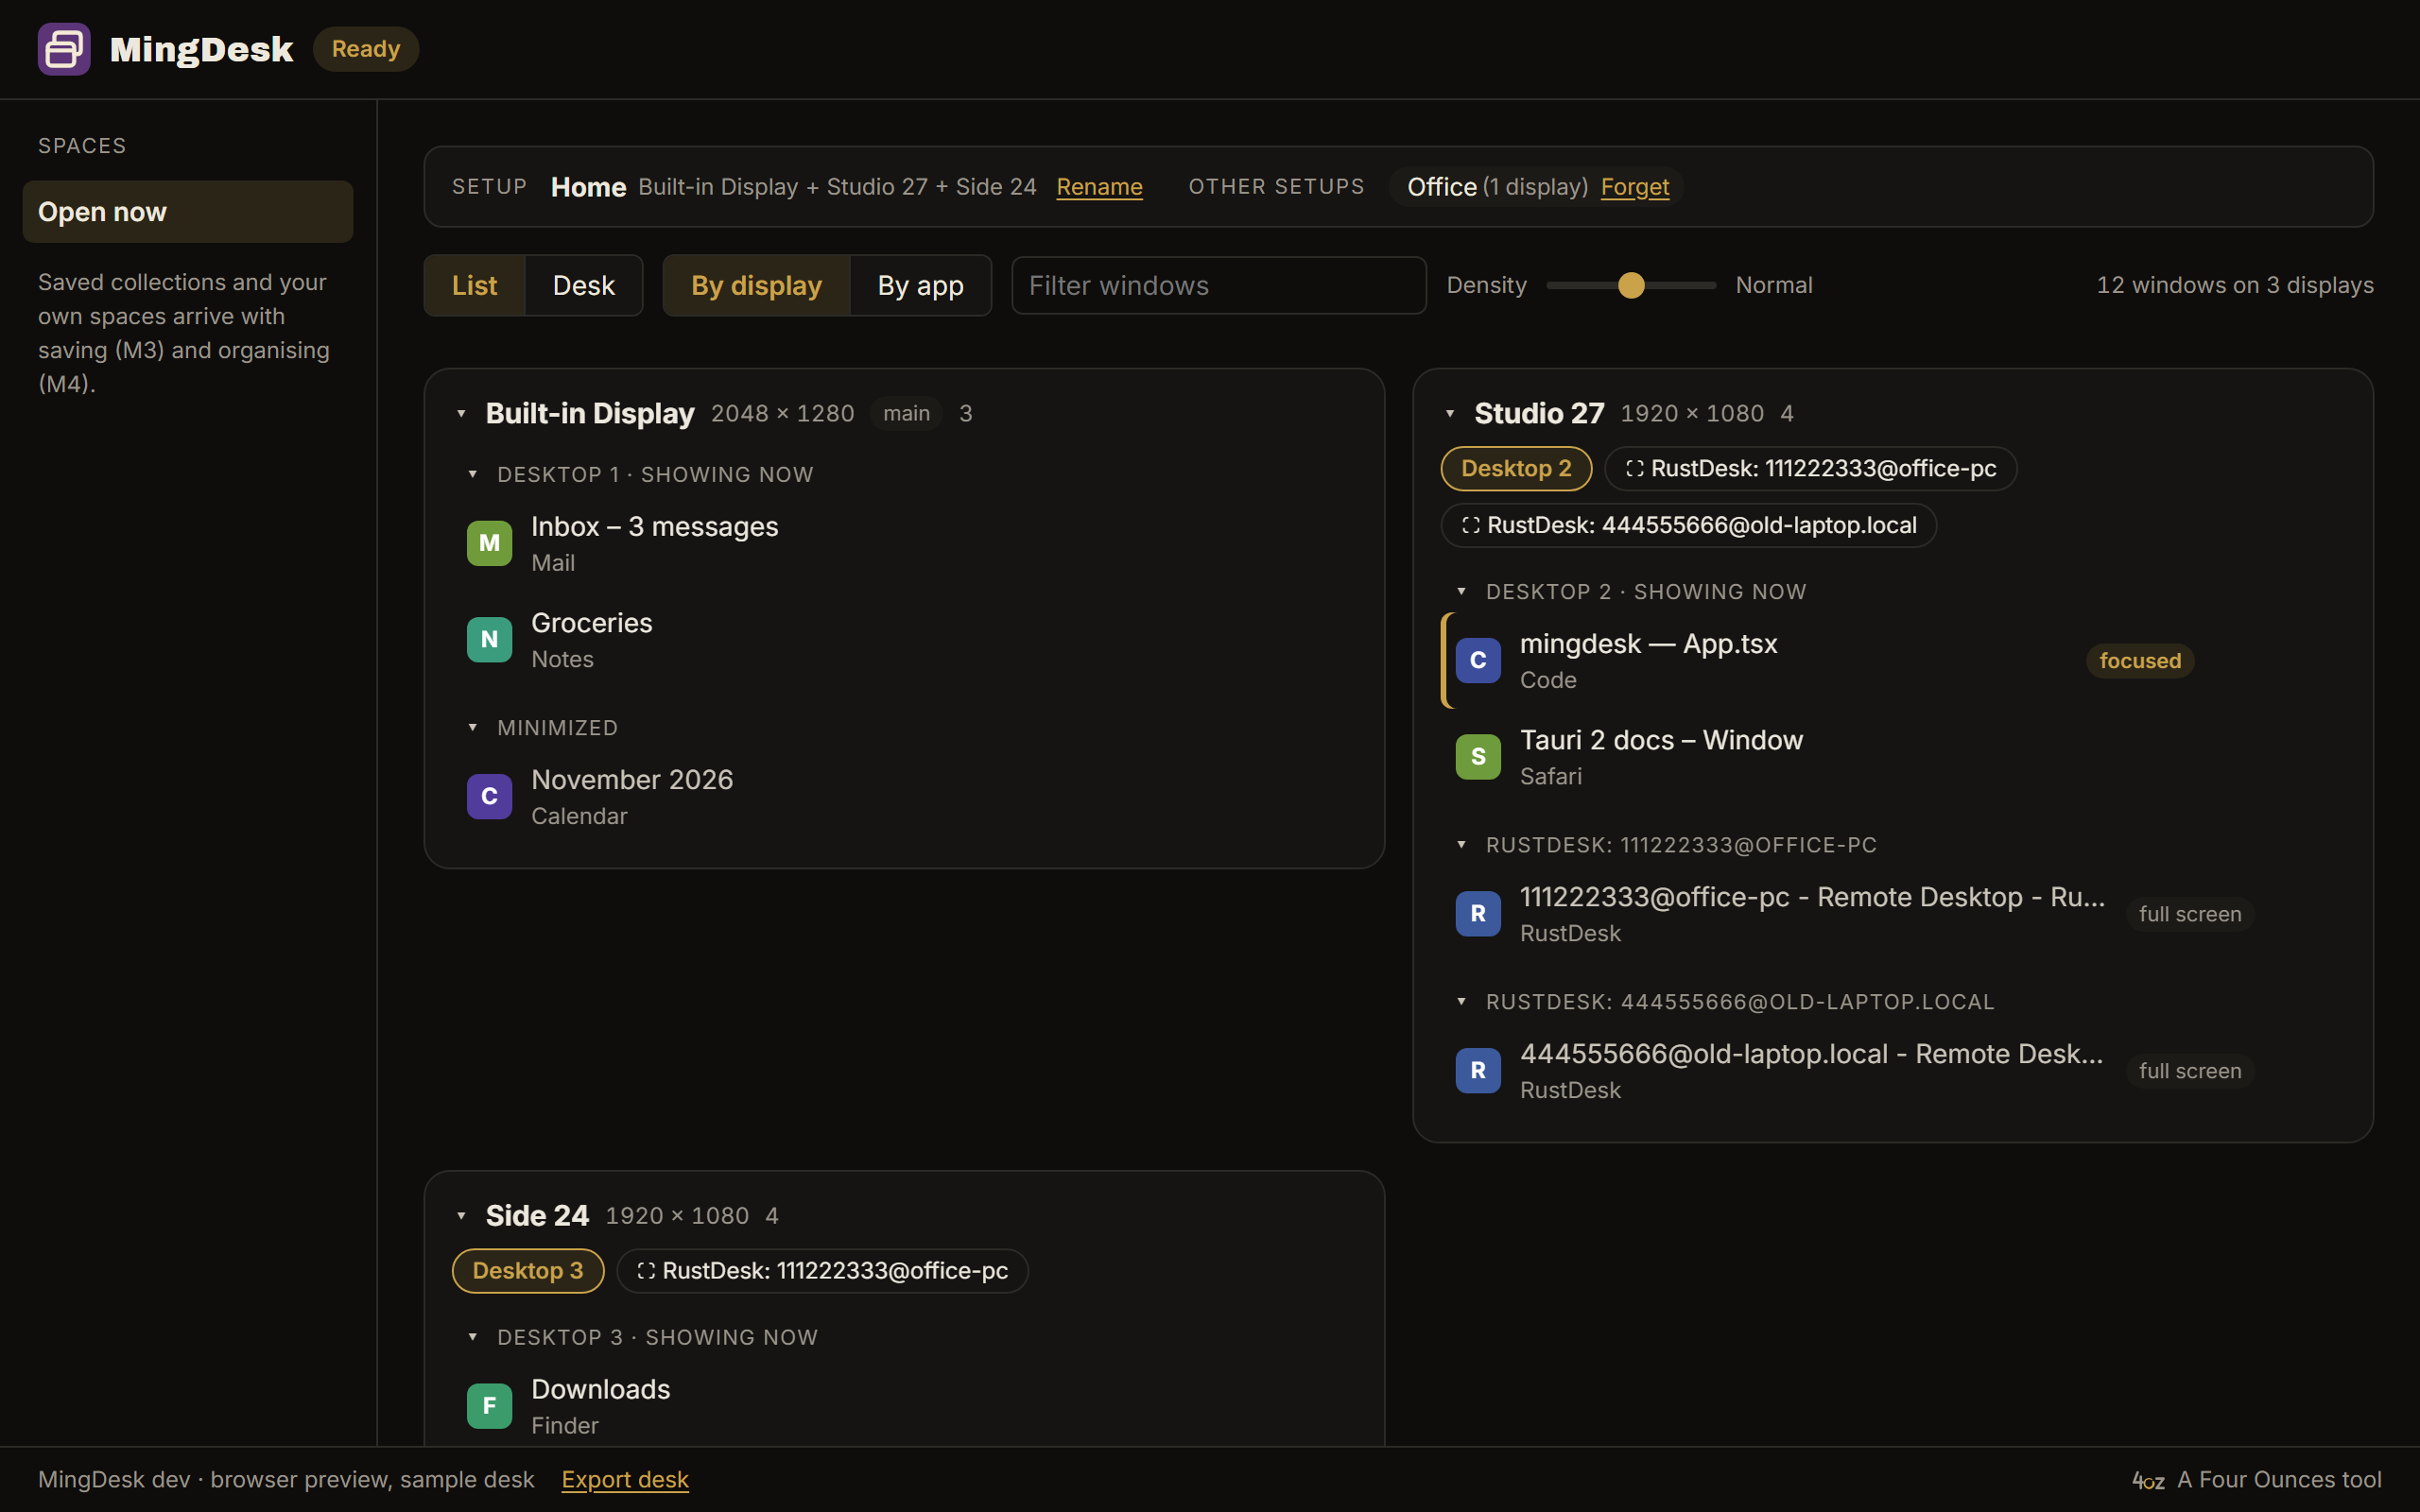 MingDesk Ready
SPACES
Open now
Saved collections and your
own spaces arrive with
saving (M3) and organising
(M4).
SETUP Home Built-in Display + Studio 27 + Side 24 Rename OTHER SETUPS Office (1 display) Forget
List Desk By display By app Filter windows Density Normal 12 windows on 3 displays
Built-in Display 2048 × 1280 main 3
DESKTOP 1 · SHOWING NOW
M Inbox – 3 messages
Mail
N Groceries
Notes
MINIMIZED
C November 2026
Calendar
Studio 27 1920 × 1080 4
Desktop 2 RustDesk: 111222333@office-pc
RustDesk: 444555666@old-laptop.local
DESKTOP 2 · SHOWING NOW
C mingdesk — App.tsx focused
Code
S Tauri 2 docs – Window
Safari
RUSTDESK: 111222333@OFFICE-PC
R 111222333@office-pc - Remote Desktop - Ru... full screen
RustDesk
RUSTDESK: 444555666@OLD-LAPTOP.LOCAL
R 444555666@old-laptop.local - Remote Desk... full screen
RustDesk
Side 24 1920 × 1080 4
Desktop 3 RustDesk: 111222333@office-pc
DESKTOP 3 · SHOWING NOW
F Downloads
Finder
MingDesk dev · browser preview, sample desk Export desk
4oz A Four Ounces tool